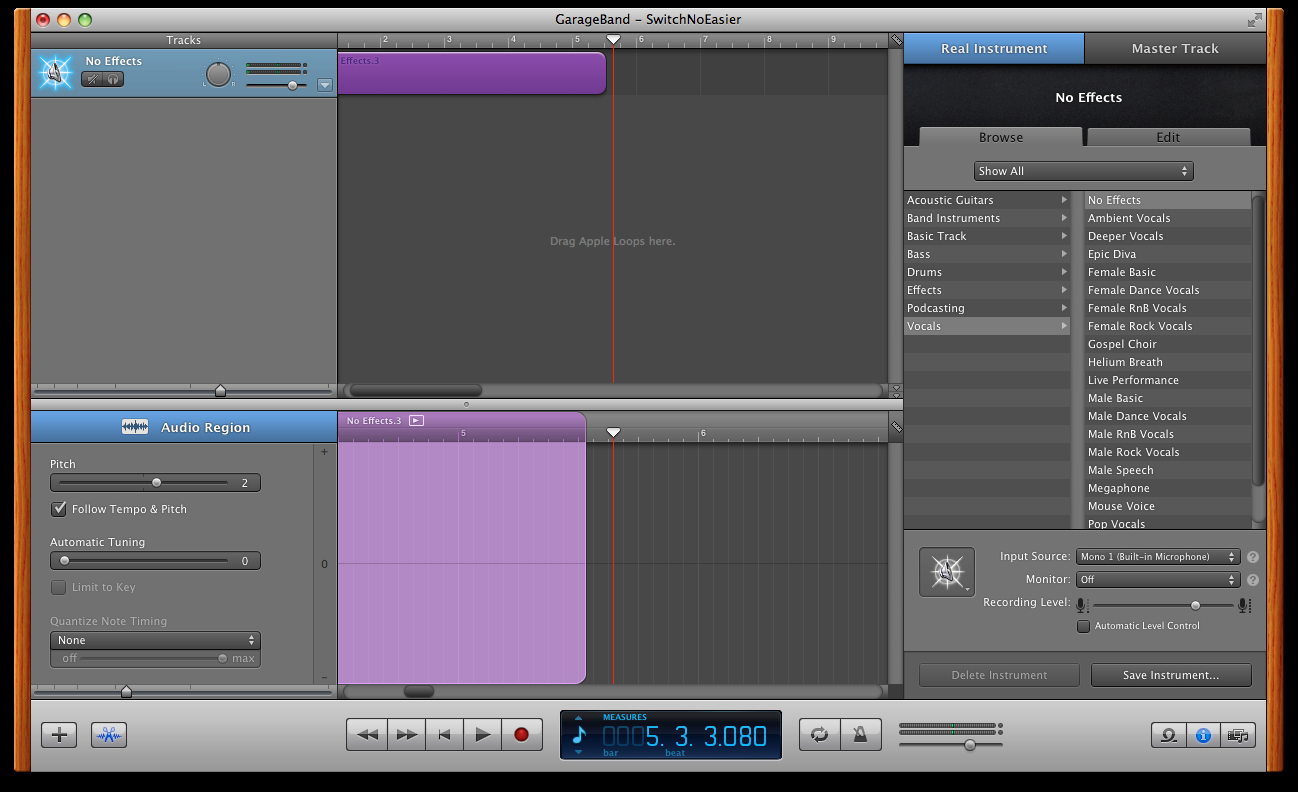 GarageBand – SwitchNoEasier
Tracks
2 3 4 5 6 7 8 9
No Effects
L R
Effects.3
Drag Apple Loops here.
Real Instrument Master Track
No Effects
Browse Edit
Show All
Acoustic Guitars
Band Instruments
Basic Track
Bass
Drums
Effects
Podcasting
Vocals
No Effects
Ambient Vocals
Deeper Vocals
Epic Diva
Female Basic
Female Dance Vocals
Female RnB Vocals
Female Rock Vocals
Gospel Choir
Helium Breath
Live Performance
Male Basic
Male Dance Vocals
Male RnB Vocals
Male Rock Vocals
Male Speech
Megaphone
Mouse Voice
Pop Vocals
Audio Region
No Effects.3
5 6
Pitch
2
Follow Tempo & Pitch
Automatic Tuning
0
Limit to Key
Quantize Note Timing
None
off max
+
0
-
Input Source: Mono 1 (Built-in Microphone) ?
Monitor: Off ?
Recording Level:
Automatic Level Control
Delete Instrument Save Instrument...
MEASURES
0005. 3. 3.080
bar beat